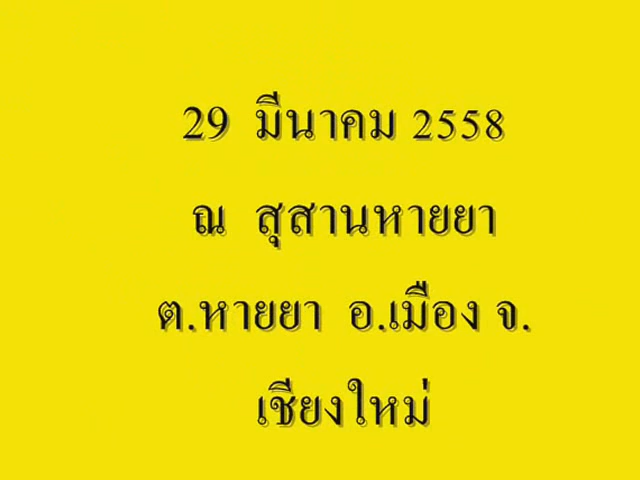 29 มีนาคม 2558
ณ สุสานหายยา
ต.หายยา อ.เมือง จ.
เชียงใหม่